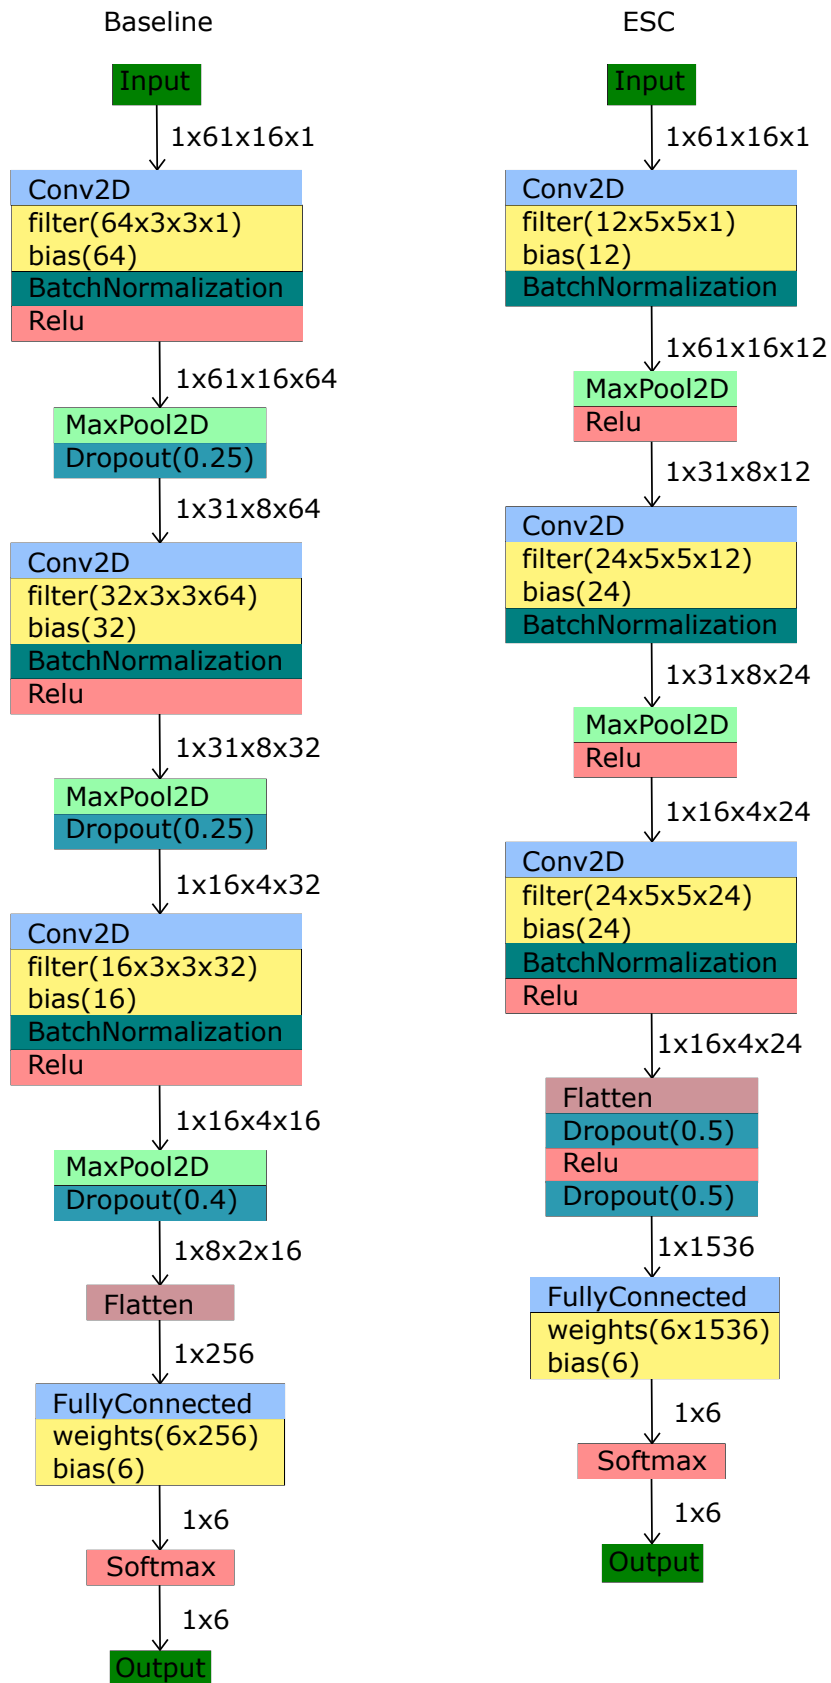 Baseline
Input
1x61x16x1
Conv2D
filter(64x3x3x1)
bias(64)
BatchNormalization
Relu
1x61x16x64
MaxPool2D
Dropout(0.25)
1x31x8x64
Conv2D
filter(32x3x3x64)
bias(32)
BatchNormalization
Relu
1x31x8x32
MaxPool2D
Dropout(0.25)
1x16x4x32
Conv2D
filter(16x3x3x32)
bias(16)
BatchNormalization
Relu
1x16x4x16
MaxPool2D
Dropout(0.4)
1x8x2x16
Flatten
1x256
FullyConnected
weights(6x256)
bias(6)
1x6
Softmax
1x6
Output
ESC
Input
1x61x16x1
Conv2D
filter(12x5x5x1)
bias(12)
BatchNormalization
1x61x16x12
MaxPool2D
Relu
1x31x8x12
Conv2D
filter(24x5x5x12)
bias(24)
BatchNormalization
1x31x8x24
MaxPool2D
Relu
1x16x4x24
Conv2D
filter(24x5x5x24)
bias(24)
BatchNormalization
Relu
1x16x4x24
Flatten
Dropout(0.5)
Relu
Dropout(0.5)
1x1536
FullyConnected
weights(6x1536)
bias(6)
1x6
Softmax
1x6
Output